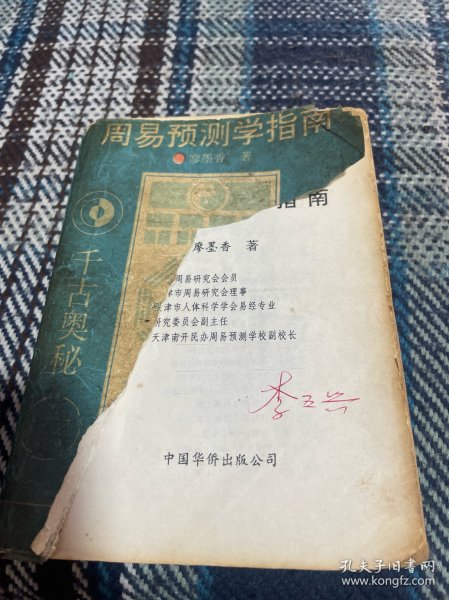 周易预测学指南
廖墨香 著
千古奥秘
指南
廖墨香 著
周易研究会会员
津市周易研究会理事
津市人体科学学会易经专业
研究委员会副主任
天津南开民办周易预测学校副校长
李五兴
中国华侨出版公司
孔夫子旧书网
www.kongfz.com